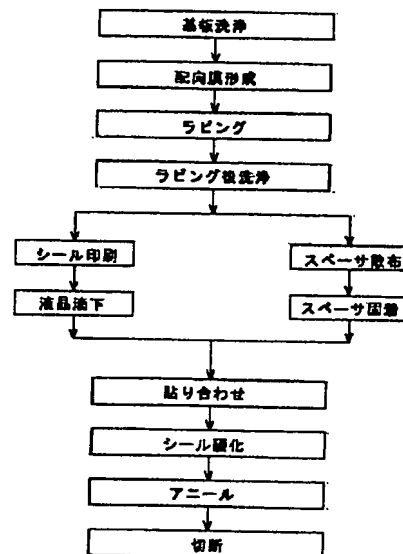 基板洗浄
配向膜形成
ラビング
ラビング後洗浄
シール印刷
スペーサ散布
液晶滴下
スペーサ固着
貼り合わせ
シール硬化
アニール
切断